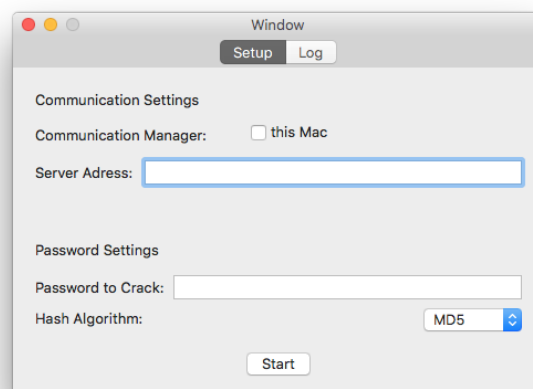 Window
Setup Log
Communication Settings
Communication Manager: this Mac
Server Adress:
Password Settings
Password to Crack:
Hash Algorithm: MD5
Start